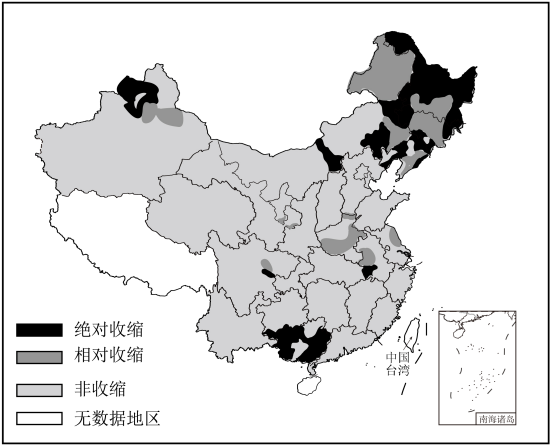 绝对收缩
相对收缩
非收缩
无数据地区
中国
台湾
南海诸岛